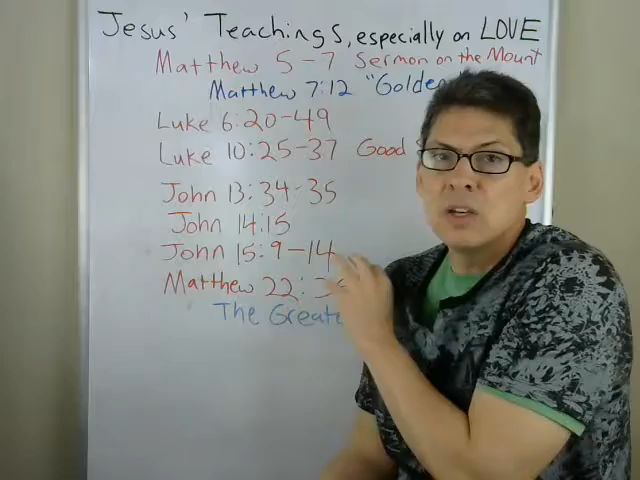 Jesus' Teachings, especially on LOVE
Matthew 5-7 Sermon on the Mount
Matthew 7:12 "Golden
Luke 6:20-49
Luke 10:25-37 Good
John 13:34-35
John 14:15
John 15:9-14
Matthew 22:
The